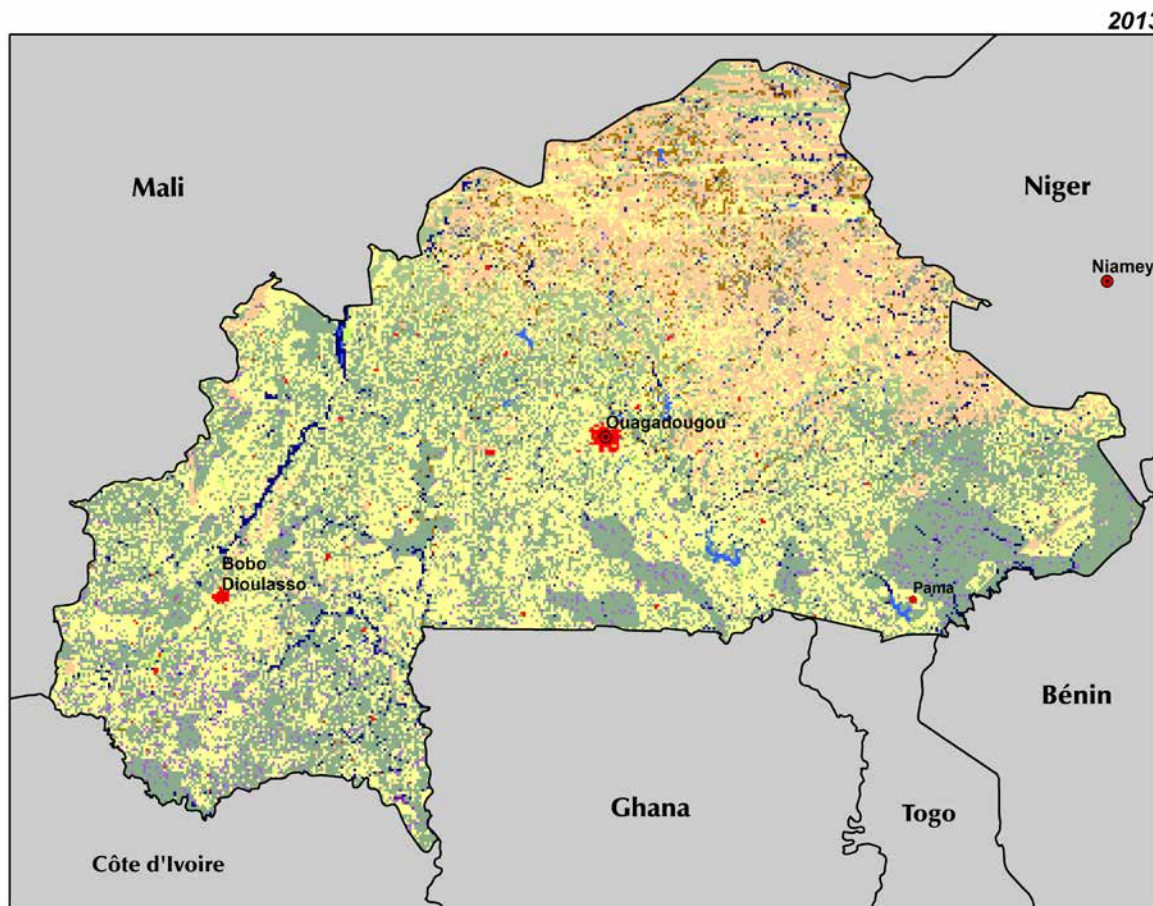 2013
Mali
Niger
Niamey
Ouagadougou
Bobo
Dioulasso
Pama
Bénin
Ghana
Togo
Côte d'Ivoire